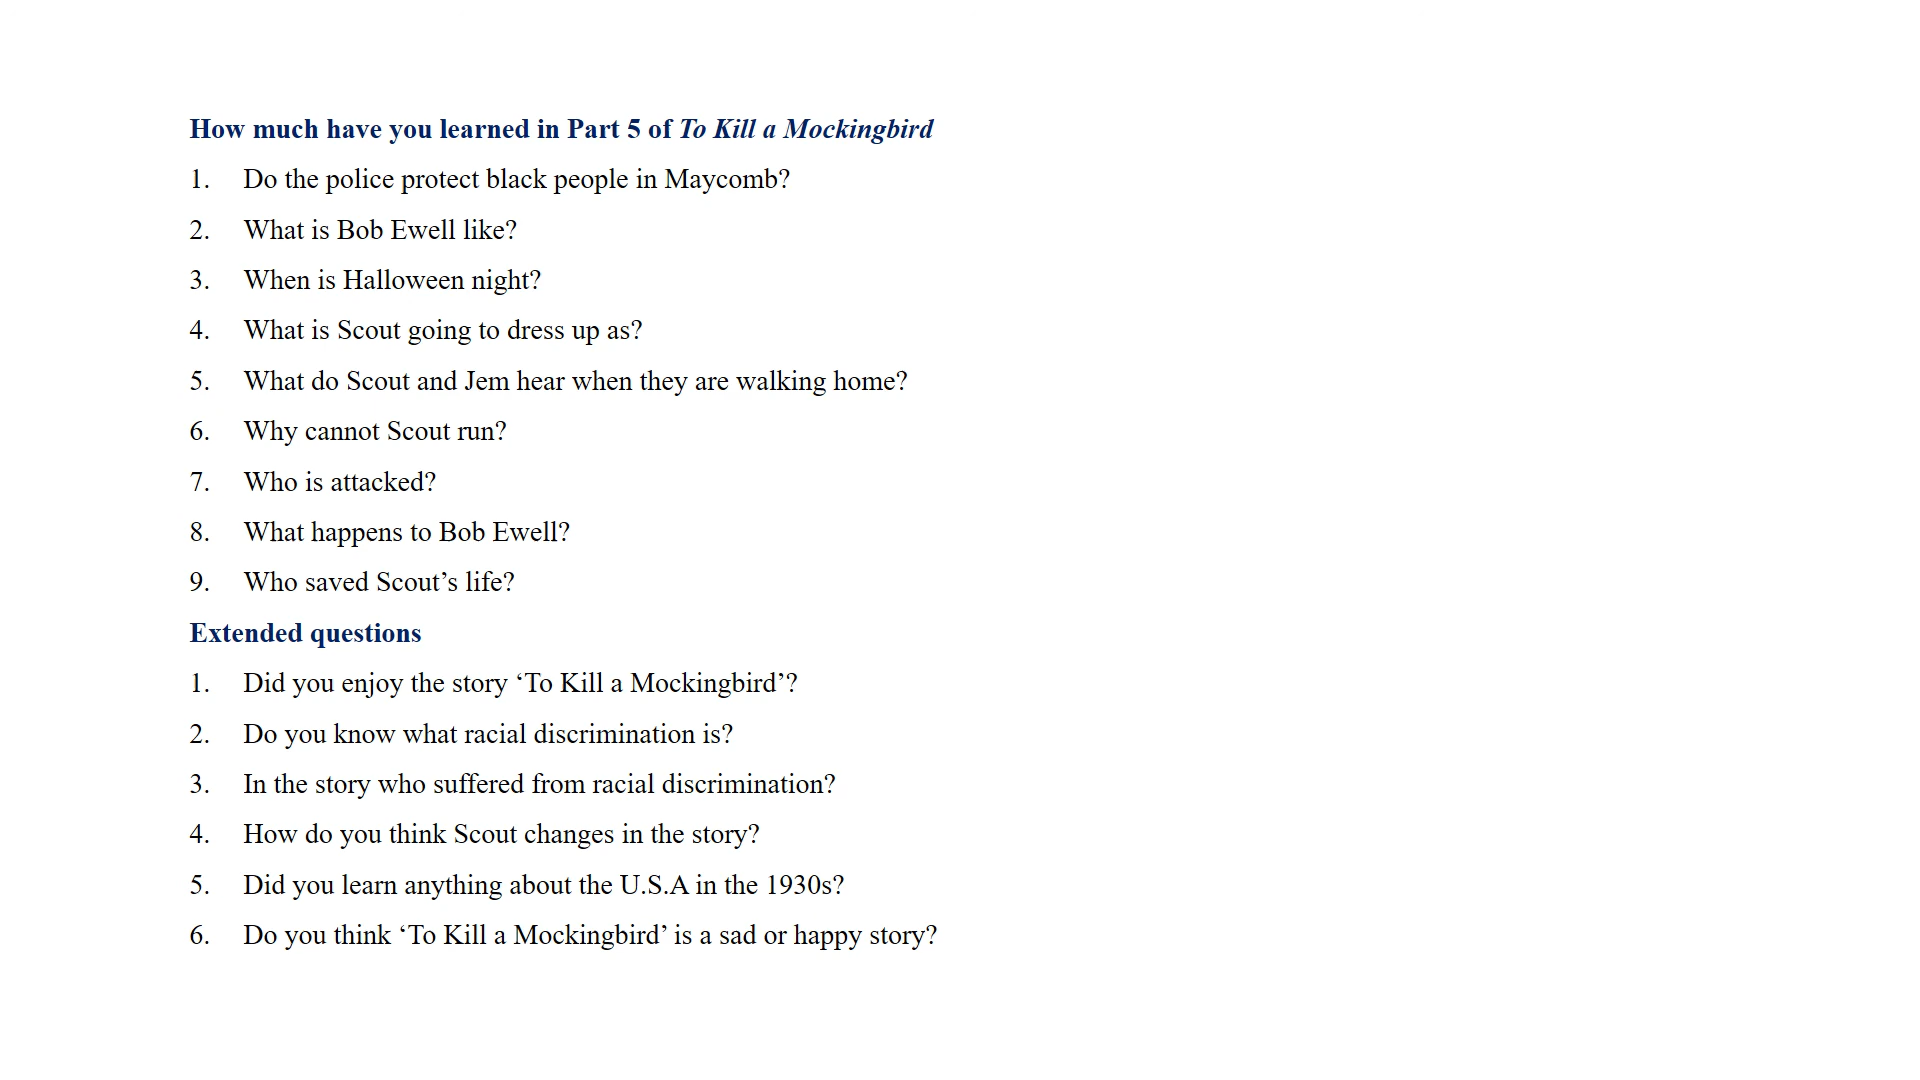 How much have you learned in Part 5 of To Kill a Mockingbird
1. Do the police protect black people in Maycomb?
2. What is Bob Ewell like?
3. When is Halloween night?
4. What is Scout going to dress up as?
5. What do Scout and Jem hear when they are walking home?
6. Why cannot Scout run?
7. Who is attacked?
8. What happens to Bob Ewell?
9. Who saved Scout’s life?
Extended questions
1. Did you enjoy the story ‘To Kill a Mockingbird’?
2. Do you know what racial discrimination is?
3. In the story who suffered from racial discrimination?
4. How do you think Scout changes in the story?
5. Did you learn anything about the U.S.A in the 1930s?
6. Do you think ‘To Kill a Mockingbird’ is a sad or happy story?